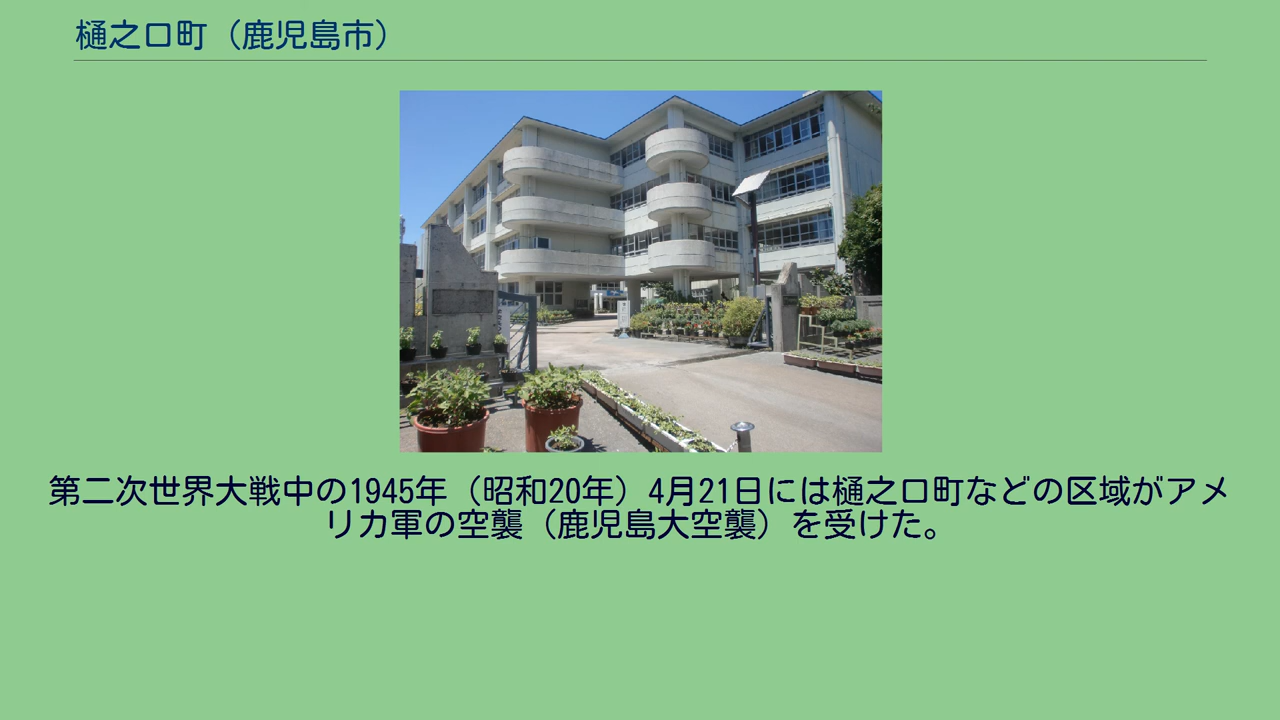 樋之口町（鹿児島市）
第二次世界大戦中の1945年（昭和20年）4月21日には樋之口町などの区域がアメ
リカ軍の空襲（鹿児島大空襲）を受けた。